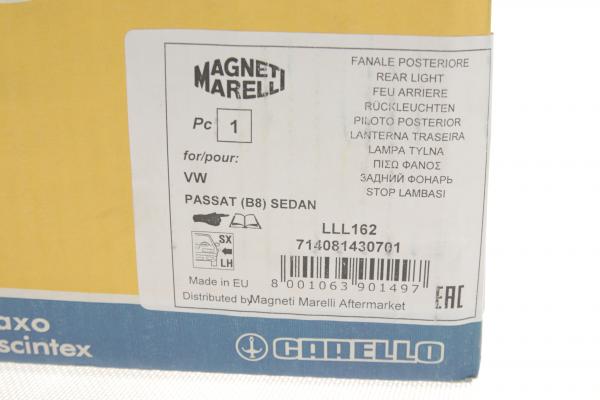 MAGNETI
MARELLI
Pc 1
for/pour:
VW
PASSAT (B8) SEDAN
SX
LH
Made in EU
Distributed by Magneti Marelli Aftermarket
FANALE POSTERIORE
REAR LIGHT
FEU ARRIERE
RÜCKLEUCHTEN
PILOTO POSTERIOR
LANTERNA TRASEIRA
LAMPA TYLNA
ΠΙΣΩ ΦΑΝΟΣ
ЗАДНИЙ ФОНАРЬ
STOP LAMBASI
LLL162
714081430701
8 001063 901497
EAC
axo
scintex
CARELLO